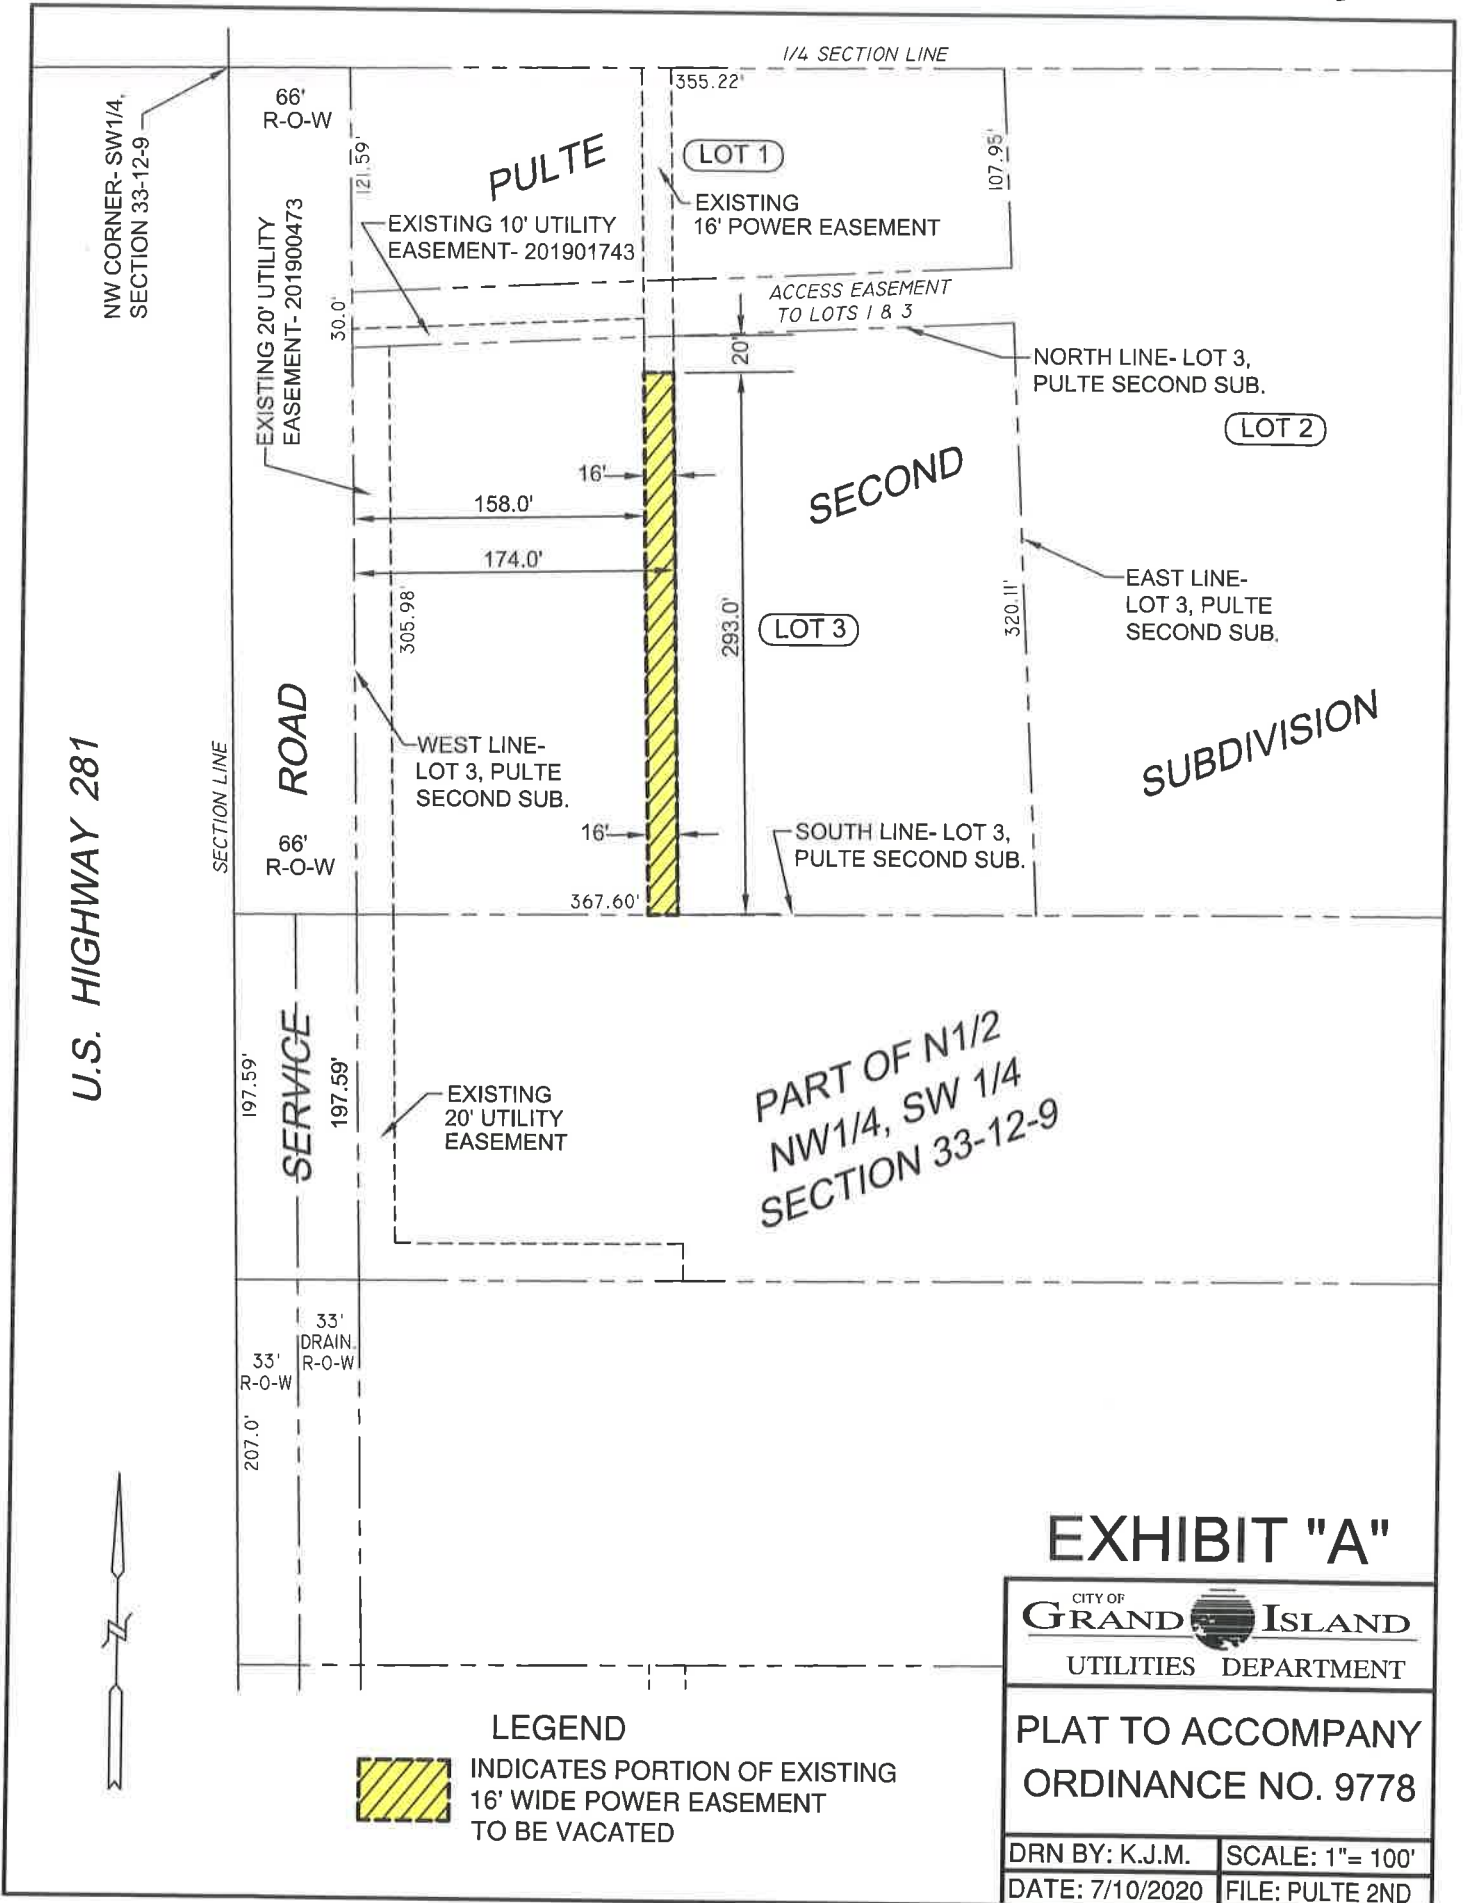 1/4 SECTION LINE
NW CORNER- SW1/4,
SECTION 33-12-9
66'
R-O-W
121.59'
355.22'
PULTE
LOT 1
107.95'
EXISTING
16' POWER EASEMENT
EXISTING 10' UTILITY
EASEMENT- 201901743
EXISTING 20' UTILITY
EASEMENT- 201900473
30.0'
ACCESS EASEMENT
TO LOTS 1 & 3
20'
NORTH LINE- LOT 3,
PULTE SECOND SUB.
LOT 2
16'
158.0'
SECOND
174.0'
305.98'
293.0'
LOT 3
320.11'
EAST LINE-
LOT 3, PULTE
SECOND SUB.
ROAD
WEST LINE-
LOT 3, PULTE
SECOND SUB.
SUBDIVISION
U.S. HIGHWAY 281
SECTION LINE
66'
R-O-W
16'
SOUTH LINE- LOT 3,
PULTE SECOND SUB.
367.60'
197.59'
SERVICE
197.59'
EXISTING
20' UTILITY
EASEMENT
PART OF N1/2
NW1/4, SW 1/4
SECTION 33-12-9
33'
DRAIN.
R-O-W
33'
R-O-W
207.0'
EXHIBIT "A"
CITY OF
GRAND ISLAND
UTILITIES DEPARTMENT
PLAT TO ACCOMPANY
ORDINANCE NO. 9778
DRN BY: K.J.M. SCALE: 1"= 100'
DATE: 7/10/2020 FILE: PULTE 2ND
LEGEND
INDICATES PORTION OF EXISTING
16' WIDE POWER EASEMENT
TO BE VACATED